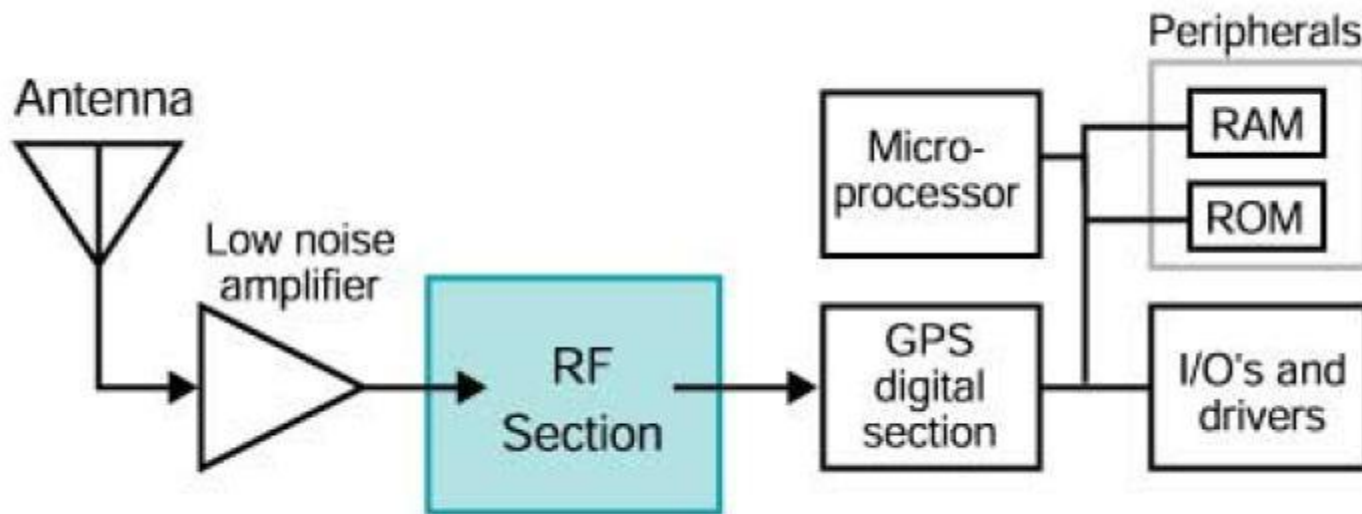 Antenna
Low noise
amplifier
RF
Section
Micro-
processor
GPS
digital
section
Peripherals
RAM
ROM
I/O's and
drivers